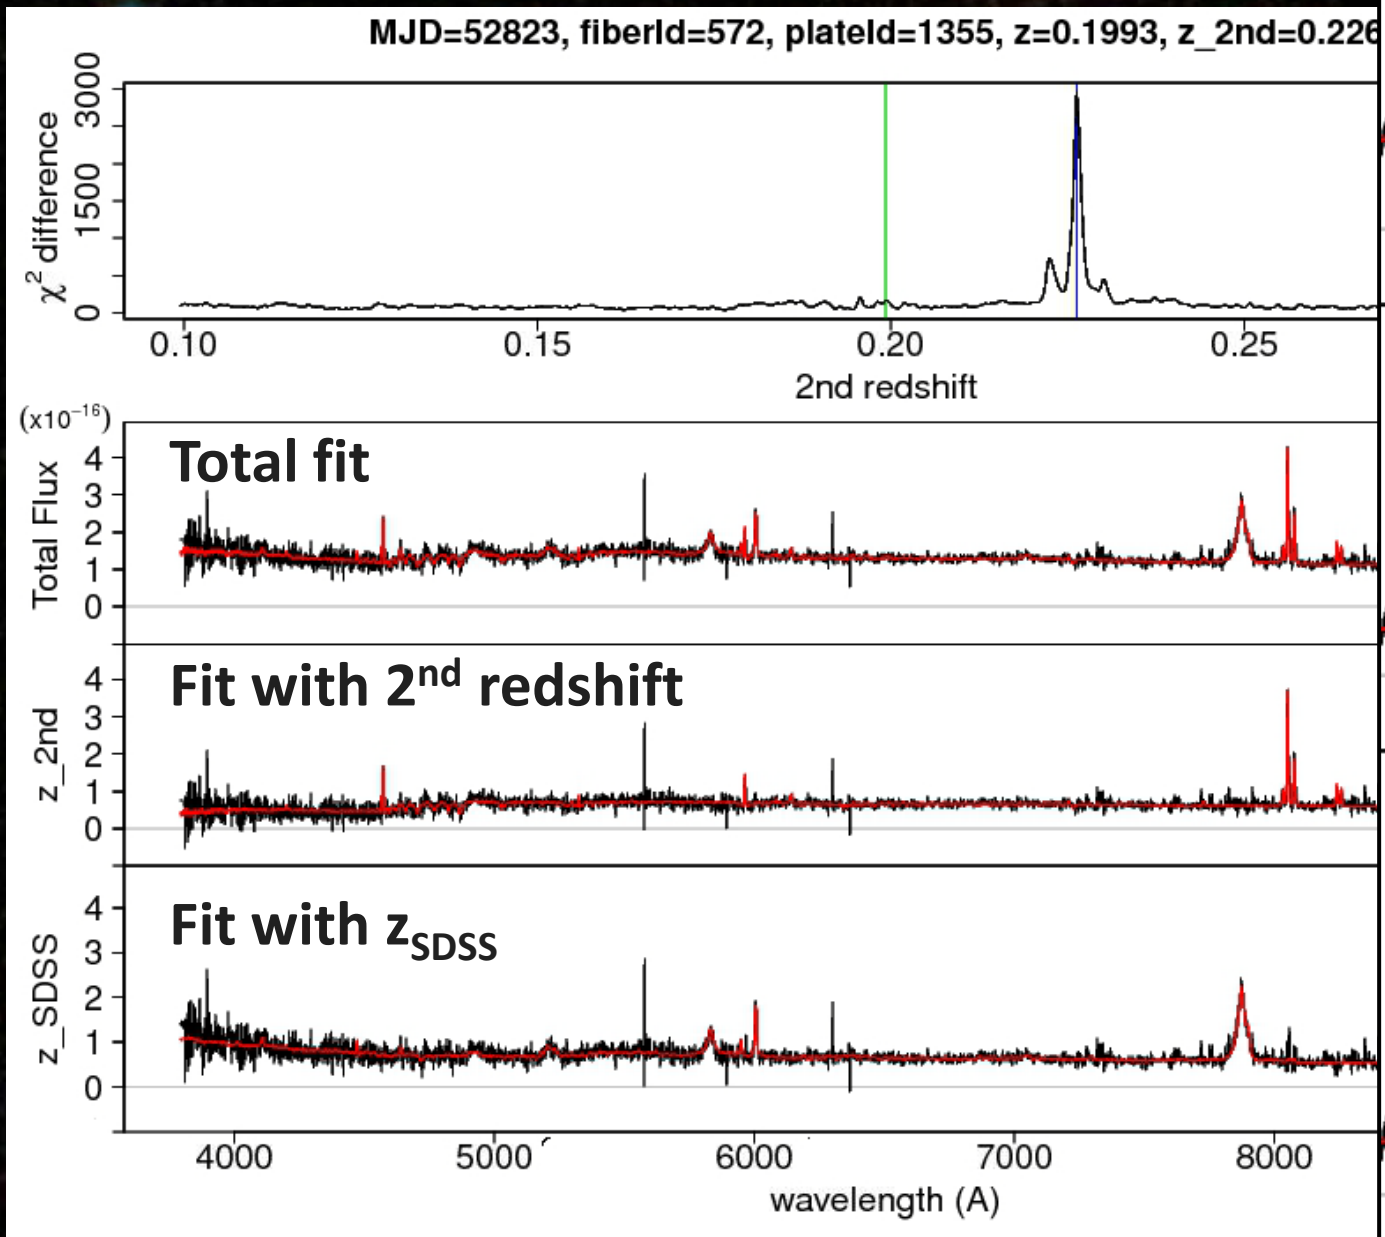 MJD=52823, fiberId=572, plateId=1355, z=0.1993, z_2nd=0.226
3000
1500
0
χ² difference
0.10 0.15 0.20 0.25
2nd redshift
(x10⁻¹⁶)
Total fit
4
3
2
1
0
Total Flux
Fit with 2ⁿᵈ redshift
4
3
2
1
0
z_2nd
Fit with zSDSS
4
3
2
1
0
z_SDSS
4000 5000 6000 7000 8000
wavelength (A)